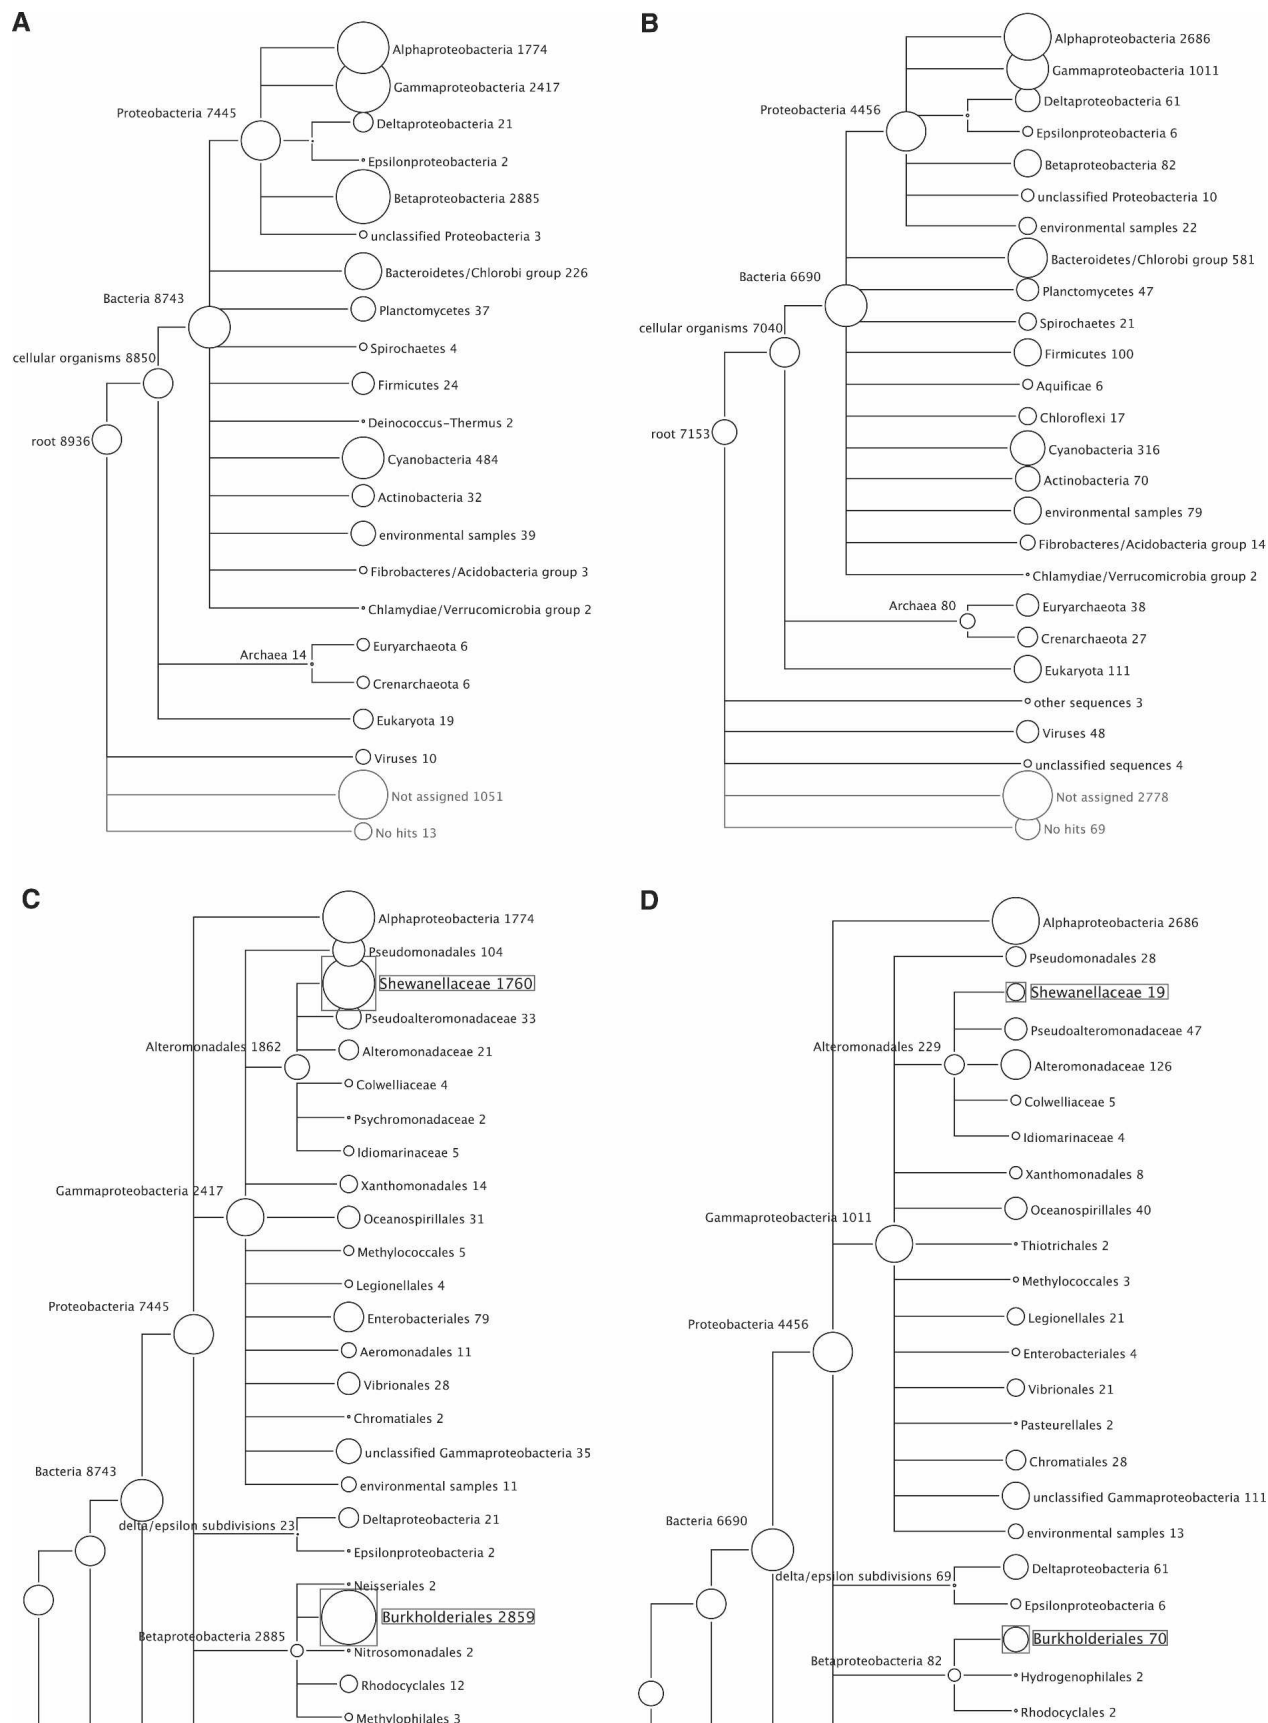 A
Alphaproteobacteria 1774
Gammaproteobacteria 2417
Proteobacteria 7445
Deltaproteobacteria 21
Epsilonproteobacteria 2
Betaproteobacteria 2885
unclassified Proteobacteria 3
Bacteroidetes/Chlorobi group 226
Bacteria 8743
Planctomycetes 37
Spirochaetes 4
cellular organisms 8850
Firmicutes 24
Deinococcus-Thermus 2
root 8936
Cyanobacteria 484
Actinobacteria 32
environmental samples 39
Fibrobacteres/Acidobacteria group 3
Chlamydiae/Verrucomicrobia group 2
Euryarchaeota 6
Archaea 14
Crenarchaeota 6
Eukaryota 19
Viruses 10
Not assigned 1051
No hits 13
B
Alphaproteobacteria 2686
Gammaproteobacteria 1011
Deltaproteobacteria 61
Proteobacteria 4456
Epsilonproteobacteria 6
Betaproteobacteria 82
unclassified Proteobacteria 10
environmental samples 22
Bacteroidetes/Chlorobi group 581
Bacteria 6690
Planctomycetes 47
Spirochaetes 21
cellular organisms 7040
Firmicutes 100
Aquificae 6
Chloroflexi 17
root 7153
Cyanobacteria 316
Actinobacteria 70
environmental samples 79
Fibrobacteres/Acidobacteria group 14
Chlamydiae/Verrucomicrobia group 2
Archaea 80
Euryarchaeota 38
Crenarchaeota 27
Eukaryota 111
other sequences 3
Viruses 48
unclassified sequences 4
Not assigned 2778
No hits 69
C
Alphaproteobacteria 1774
Pseudomonadales 104
Shewanellaceae 1760
Pseudoalteromonadaceae 33
Alteromonadales 1862
Alteromonadaceae 21
Colwelliaceae 4
Psychromonadaceae 2
Idiomarinaceae 5
Xanthomonadales 14
Gammaproteobacteria 2417
Oceanospirillales 31
Methylococcales 5
Legionellales 4
Proteobacteria 7445
Enterobacteriales 79
Aeromonadales 11
Vibrionales 28
Chromatiales 2
unclassified Gammaproteobacteria 35
Bacteria 8743
environmental samples 11
Deltaproteobacteria 21
delta/epsilon subdivisions 23
Epsilonproteobacteria 2
Neisseriales 2
Burkholderiales 2859
Betaproteobacteria 2885
Nitrosomonadales 2
Rhodocyclales 12
Methylophilales 3
D
Alphaproteobacteria 2686
Pseudomonadales 28
Shewanellaceae 19
Pseudoalteromonadaceae 47
Alteromonadales 229
Alteromonadaceae 126
Colwelliaceae 5
Idiomarinaceae 4
Xanthomonadales 8
Oceanospirillales 40
Gammaproteobacteria 1011
Thiotrichales 2
Methylococcales 3
Legionellales 21
Proteobacteria 4456
Enterobacteriales 4
Vibrionales 21
Pasteurellales 2
Chromatiales 28
unclassified Gammaproteobacteria 111
Bacteria 6690
environmental samples 13
Deltaproteobacteria 61
delta/epsilon subdivisions 69
Epsilonproteobacteria 6
Burkholderiales 70
Betaproteobacteria 82
Hydrogenophilales 2
Rhodocyclales 2